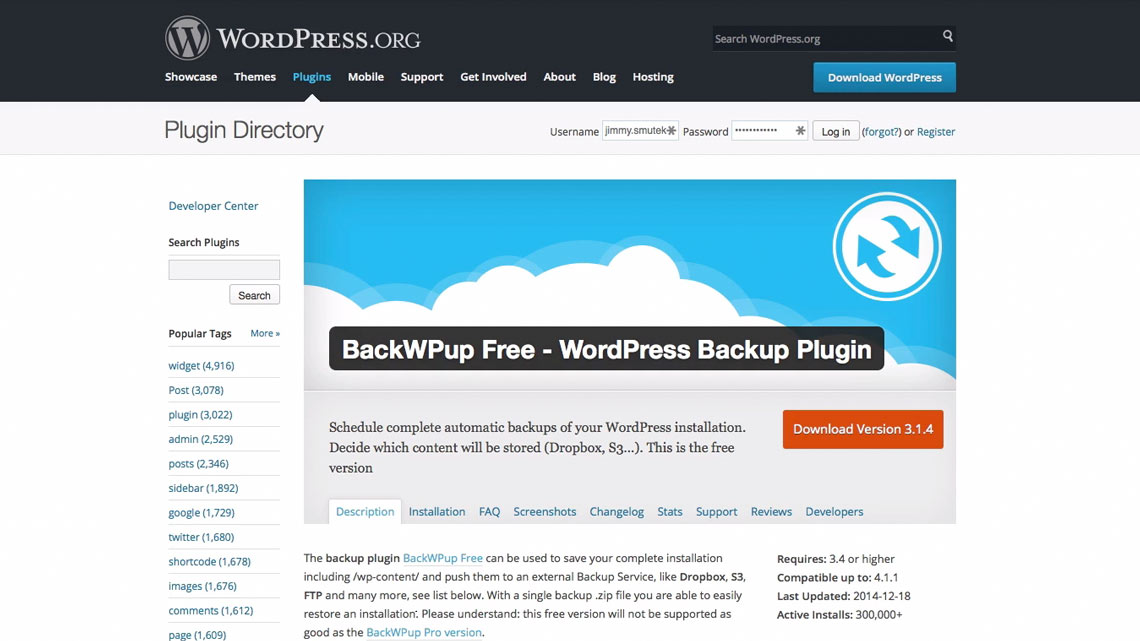 WORDPRESS.ORG
Search WordPress.org
Showcase Themes Plugins Mobile Support Get Involved About Blog Hosting
Download WordPress
Plugin Directory
Username jimmy.smutek Password •••••••••••• Log in (forgot?) or Register
Developer Center
Search Plugins
Search
Popular Tags More »
widget (4,916)
Post (3,078)
plugin (3,022)
admin (2,529)
posts (2,346)
sidebar (1,892)
google (1,729)
twitter (1,680)
shortcode (1,678)
images (1,676)
comments (1,612)
page (1,609)
BackWPup Free - WordPress Backup Plugin
Schedule complete automatic backups of your WordPress installation.
Decide which content will be stored (Dropbox, S3...). This is the free
version
Download Version 3.1.4
Description Installation FAQ Screenshots Changelog Stats Support Reviews Developers
The backup plugin BackWPup Free can be used to save your complete installation
including /wp-content/ and push them to an external Backup Service, like Dropbox, S3,
FTP and many more, see list below. With a single backup .zip file you are able to easily
restore an installation. Please understand: this free version will not be supported as
good as the BackWPup Pro version.
Requires: 3.4 or higher
Compatible up to: 4.1.1
Last Updated: 2014-12-18
Active Installs: 300,000+